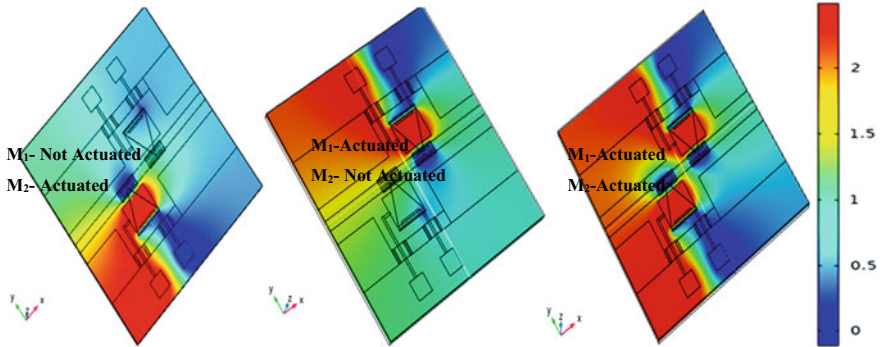 M₁- Not Actuated
M₂- Actuated
y
z
x
M₁-Actuated
M₂- Not Actuated
y
z
x
M₁-Actuated
M₂-Actuated
y
z
x
2
1.5
1
0.5
0